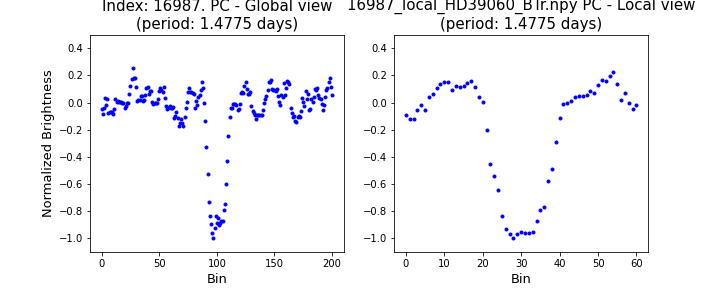 Index: 16987. PC - Global view
(period: 1.4775 days)
16987_local_HD39060_BTr.npy PC - Local view
(period: 1.4775 days)
Normalized Brightness
0.4
0.2
0.0
−0.2
−0.4
−0.6
−0.8
−1.0
0 50 100 150 200
Bin
0.4
0.2
0.0
−0.2
−0.4
−0.6
−0.8
−1.0
0 10 20 30 40 50 60
Bin